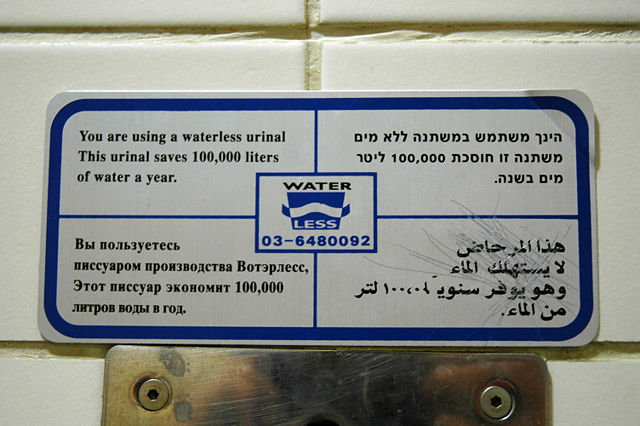 You are using a waterless urinal
This urinal saves 100,000 liters
of water a year.
הינך משתמש במשתנה ללא מים
משתנה זו חוסכת 100,000 ליטר
מים בשנה.
WATER
LESS
03-6480092
Вы пользуетесь
писсуаром производства Вотэрлесс,
Этот писсуар экономит 100,000
литров воды в год.
هذا المرحاض
لا يستهلك الماء
وهو يوفر سنويـ ١٠٠,٠٠٠ لتر
من الماء.